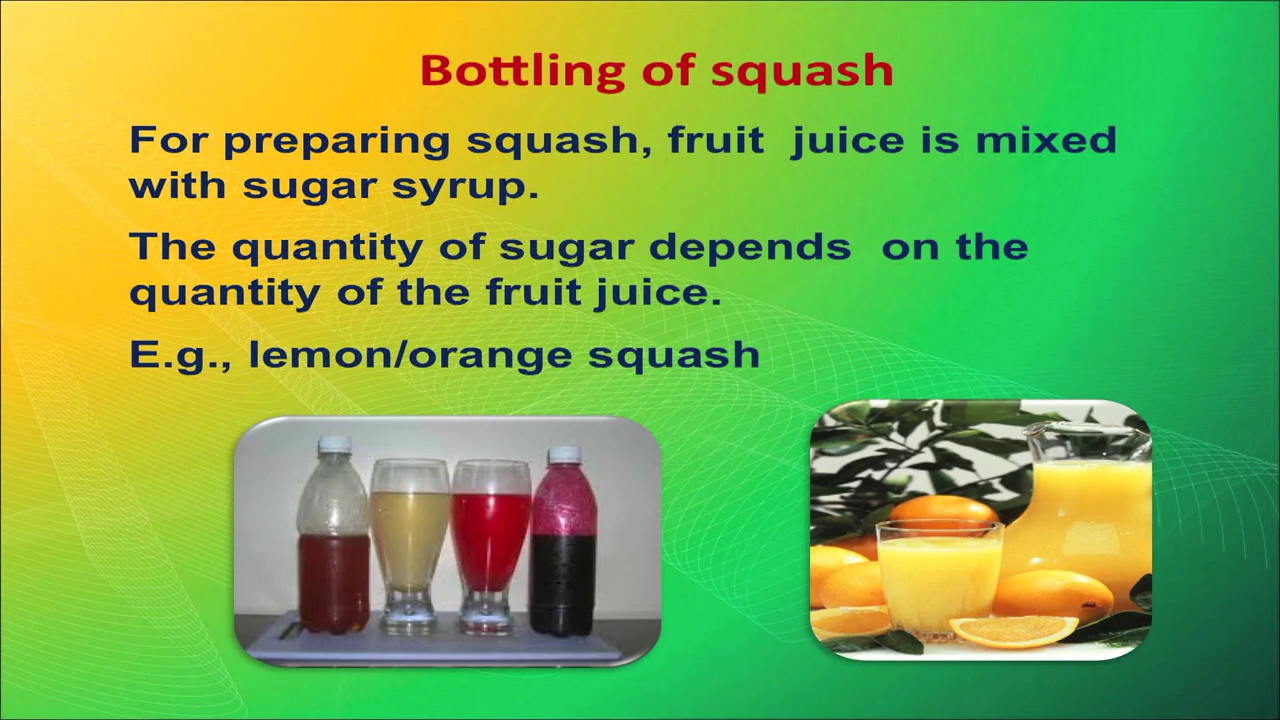 Bottling of squash
For preparing squash, fruit juice is mixed
with sugar syrup.
The quantity of sugar depends on the
quantity of the fruit juice.
E.g., lemon/orange squash